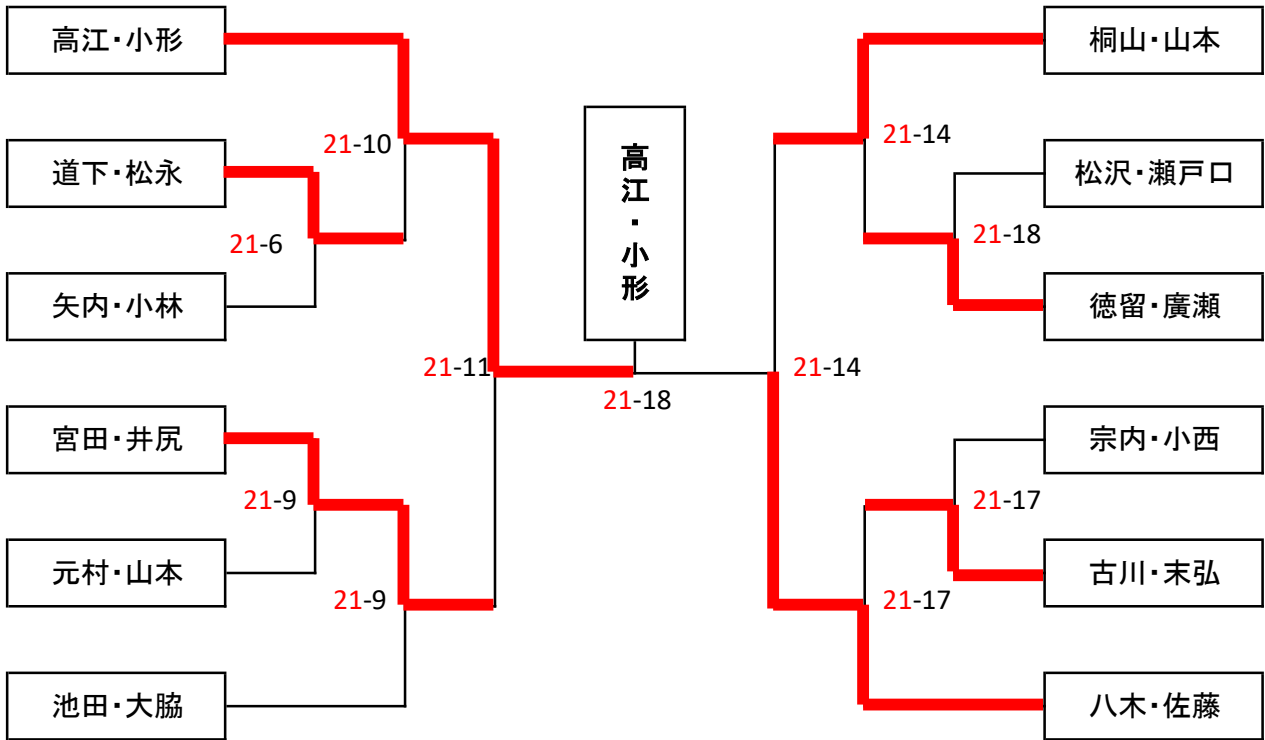 高江・小形
桐山・山本
21-10
21-14
道下・松永
高江・小形
松沢・瀬戸口
21-6
21-18
矢内・小林
徳留・廣瀬
21-11
21-14
21-18
宮田・井尻
宗内・小西
21-9
21-17
元村・山本
古川・末弘
21-9
21-17
池田・大脇
八木・佐藤